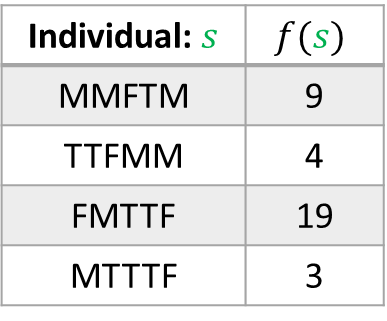 Individual: s f(s)
MMFTM 9
TTFMM 4
FMTTF 19
MTTTF 3